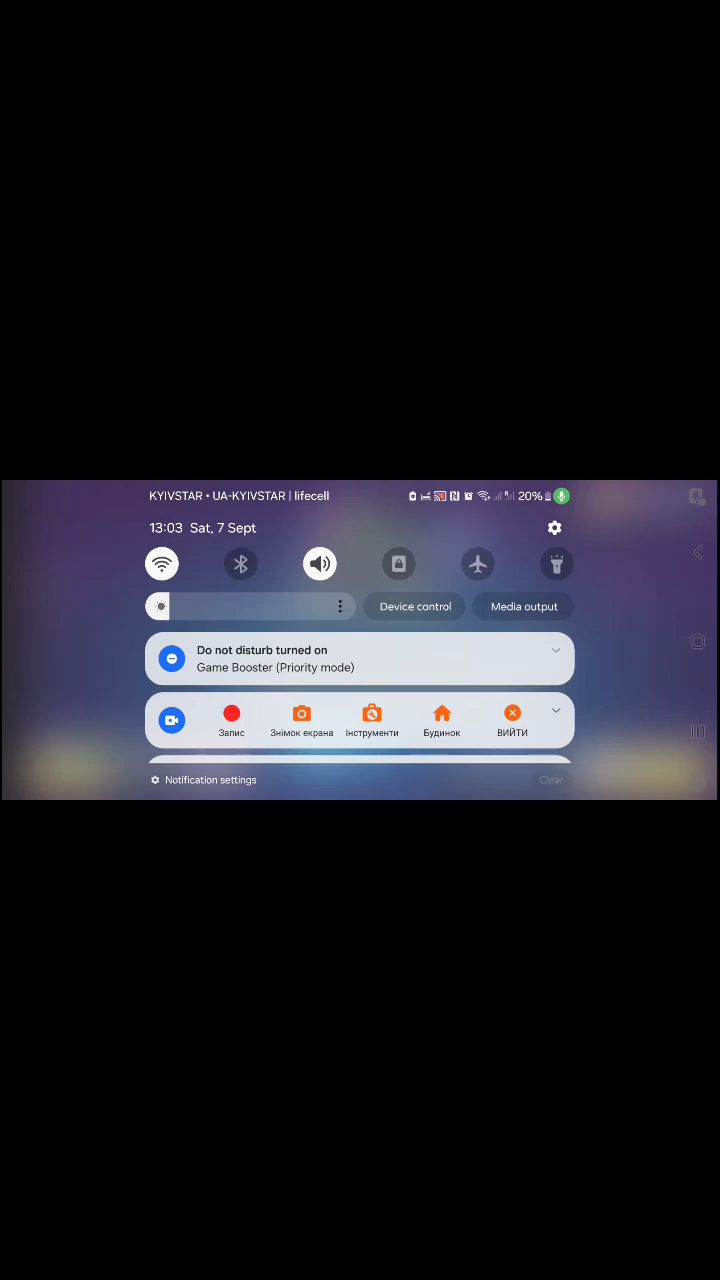 KYIVSTAR • UA-KYIVSTAR | lifecell 20%
13:03 Sat, 7 Sept
Device control Media output
Do not disturb turned on
Game Booster (Priority mode)
Запис Знімок екрана Інструменти Будинок ВИЙТИ
Notification settings Clear